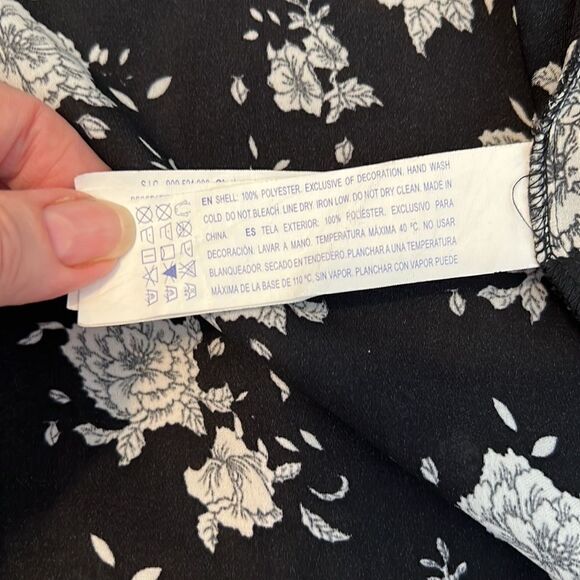 S.I.C.
EN SHELL: 100% POLYESTER. EXCLUSIVE OF DECORATION. HAND WASH
COLD. DO NOT BLEACH. LINE DRY. IRON LOW. DO NOT DRY CLEAN. MADE IN
CHINA. ES TELA EXTERIOR: 100% POLIÉSTER. EXCLUSIVO PARA
DECORACIÓN. LAVAR A MANO. TEMPERATURA MÁXIMA 40 ºC. NO USAR
BLANQUEADOR. SECADO EN TENDEDERO. PLANCHAR A UNA TEMPERATURA
MÁXIMA DE LA BASE DE 110 ºC, SIN VAPOR. PLANCHAR CON VAPOR PUEDE